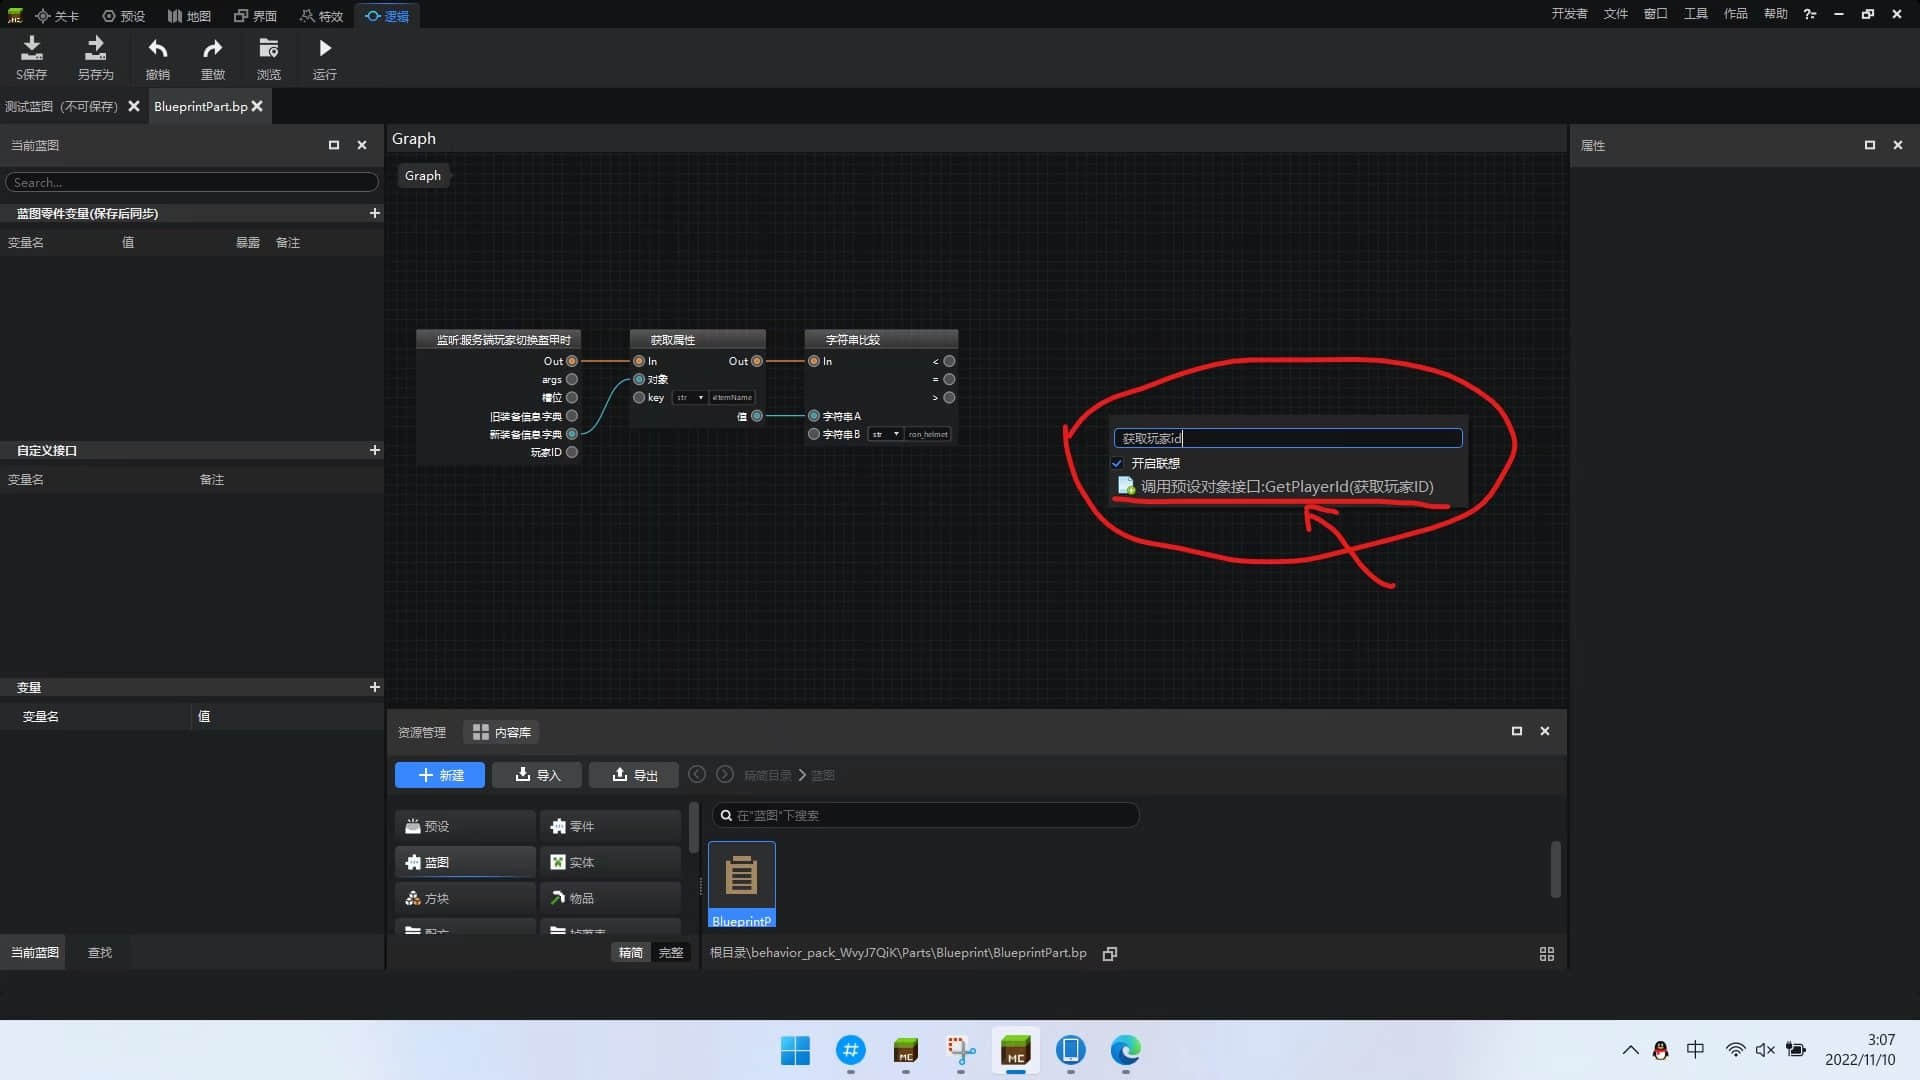 关卡 预设 地图 界面 特效 逻辑 开发者 文件 窗口 工具 作品 帮助
S保存 另存为 撤销 重做 浏览 运行
测试蓝图（不可保存） BlueprintPart.bp
当前蓝图 Graph 属性
Graph
Search...
蓝图零件变量(保存后同步)
变量名 值 暴露 备注
监听:服务端玩家切换盔甲时 获取属性 字符串比较
Out In Out In <
args 对象 =
槽位 key str itemName >
旧装备信息字典 值 字符串A
新装备信息字典 字符串B str ron_helmet
玩家ID
获取玩家id
开启联想
调用预设对象接口:GetPlayerId(获取玩家ID)
自定义接口
变量名 备注
变量
变量名 值
资源管理 内容库
新建 导入 导出 精简目录 蓝图
预设 零件 在"蓝图"下搜索
蓝图 实体
方块 物品
BlueprintP
精简 完整 根目录\behavior_pack_WvyJ7QiK\Parts\Blueprint\BlueprintPart.bp
当前蓝图 查找
MC MC 中 3:07
2022/11/10